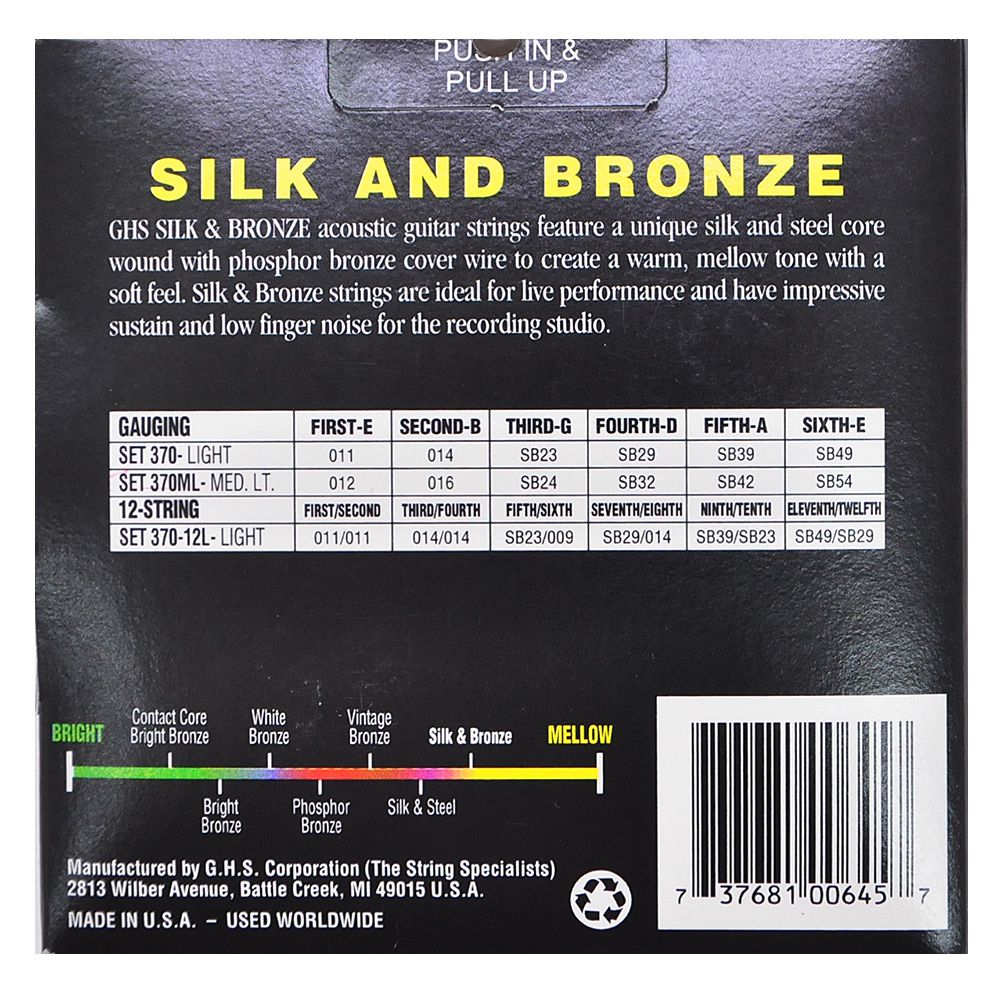 PUSH IN &
PULL UP
SILK AND BRONZE
GHS SILK & BRONZE acoustic guitar strings feature a unique silk and steel core
wound with phosphor bronze cover wire to create a warm, mellow tone with a
soft feel. Silk & Bronze strings are ideal for live performance and have impressive
sustain and low finger noise for the recording studio.
GAUGING FIRST-E SECOND-B THIRD-G FOURTH-D FIFTH-A SIXTH-E
SET 370- LIGHT 011 014 SB23 SB29 SB39 SB49
SET 370ML- MED. LT. 012 016 SB24 SB32 SB42 SB54
12-STRING FIRST/SECOND THIRD/FOURTH FIFTH/SIXTH SEVENTH/EIGHTH NINTH/TENTH ELEVENTH/TWELFTH
SET 370-12L- LIGHT 011/011 014/014 SB23/009 SB29/014 SB39/SB23 SB49/SB29
BRIGHT
Contact Core
Bright Bronze
White
Bronze
Vintage
Bronze
Silk & Bronze
MELLOW
Bright
Bronze
Phosphor
Bronze
Silk & Steel
Manufactured by G.H.S. Corporation (The String Specialists)
2813 Wilber Avenue, Battle Creek, MI 49015 U.S.A.
MADE IN U.S.A. – USED WORLDWIDE
7 37681 00645 7